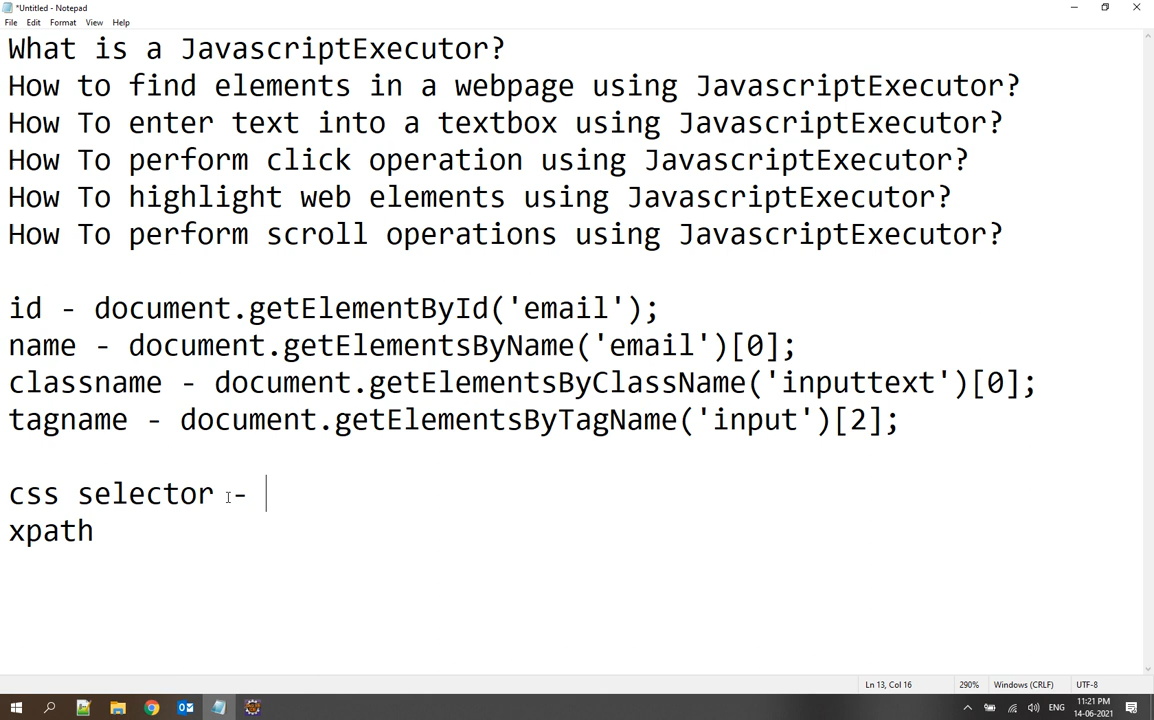 *Untitled - Notepad
File Edit Format View Help
What is a JavascriptExecutor?
How to find elements in a webpage using JavascriptExecutor?
How To enter text into a textbox using JavascriptExecutor?
How To perform click operation using JavascriptExecutor?
How To highlight web elements using JavascriptExecutor?
How To perform scroll operations using JavascriptExecutor?
id - document.getElementById('email');
name - document.getElementsByName('email')[0];
classname - document.getElementsByClassName('inputtext')[0];
tagname - document.getElementsByTagName('input')[2];
css selector -
xpath
Ln 13, Col 16 290% Windows (CRLF) UTF-8
ENG 11:21 PM
14-06-2021